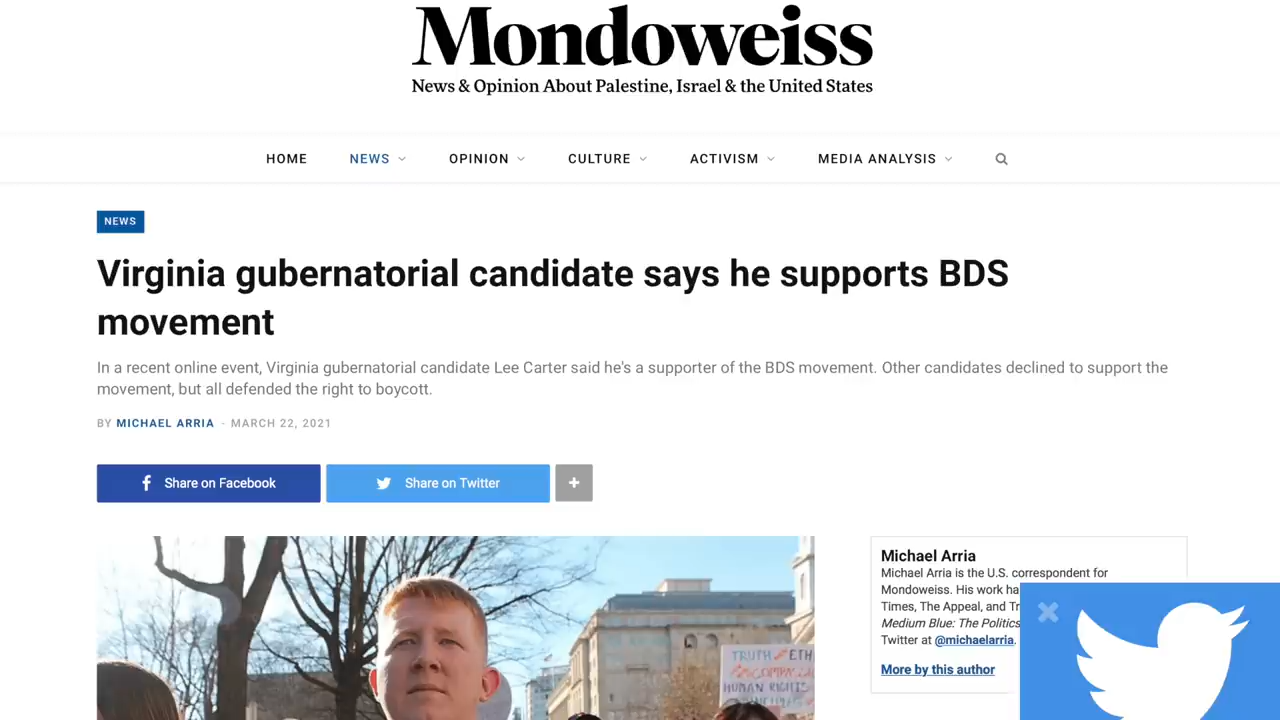 Mondoweiss
News & Opinion About Palestine, Israel & the United States
HOME
NEWS
OPINION
CULTURE
ACTIVISM
MEDIA ANALYSIS
NEWS
Virginia gubernatorial candidate says he supports BDS
movement
In a recent online event, Virginia gubernatorial candidate Lee Carter said he's a supporter of the BDS movement. Other candidates declined to support the
movement, but all defended the right to boycott.
BY MICHAEL ARRIA - MARCH 22, 2021
Share on Facebook
Share on Twitter
+
Michael Arria
Michael Arria is the U.S. correspondent for
Mondoweiss. His work ha
Times, The Appeal, and Tr
Medium Blue: The Politics
Twitter at @michaelarria.
More by this author
TRUTH
ETH
HUMAN RIGHTS